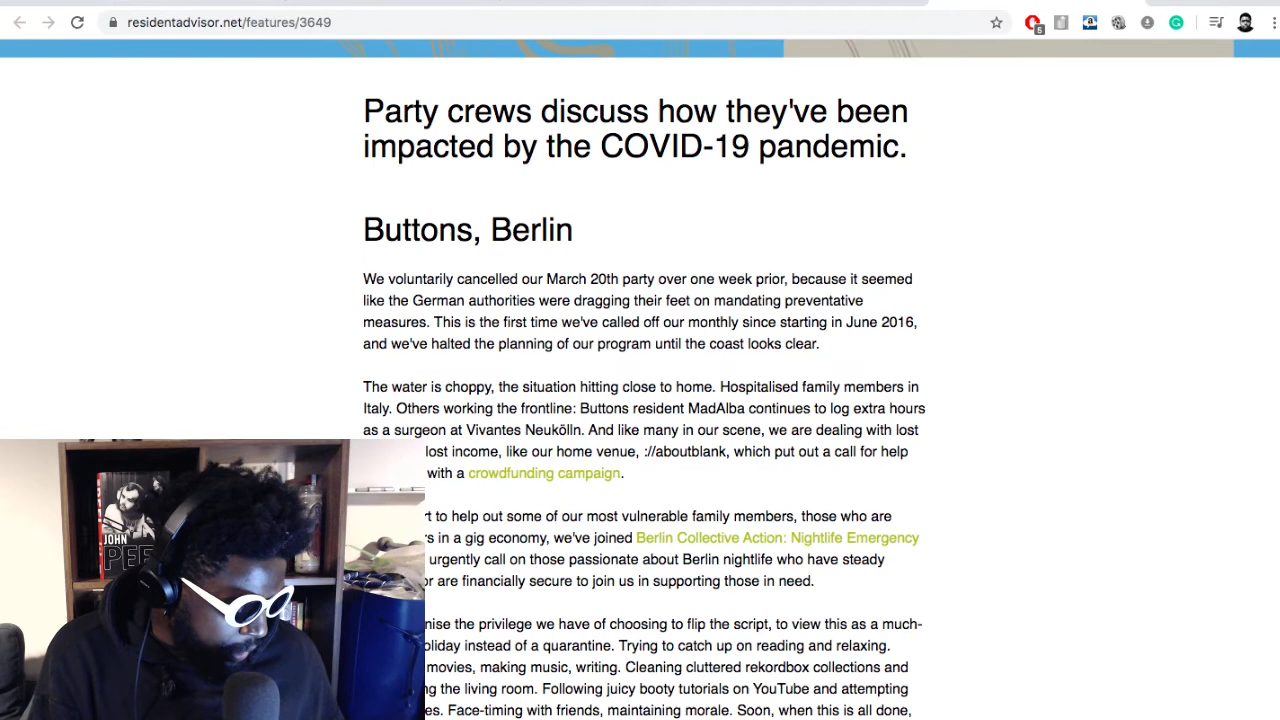 residentadvisor.net/features/3649
5
Party crews discuss how they've been
impacted by the COVID-19 pandemic.
Buttons, Berlin
We voluntarily cancelled our March 20th party over one week prior, because it seemed
like the German authorities were dragging their feet on mandating preventative
measures. This is the first time we've called off our monthly since starting in June 2016,
and we've halted the planning of our program until the coast looks clear.
The water is choppy, the situation hitting close to home. Hospitalised family members in
Italy. Others working the frontline: Buttons resident MadAlba continues to log extra hours
as a surgeon at Vivantes Neukölln. And like many in our scene, we are dealing with lost
lost income, like our home venue, ://aboutblank, which put out a call for help
with a crowdfunding campaign.
rt to help out some of our most vulnerable family members, those who are
rs in a gig economy, we've joined Berlin Collective Action: Nightlife Emergency
urgently call on those passionate about Berlin nightlife who have steady
or are financially secure to join us in supporting those in need.
nise the privilege we have of choosing to flip the script, to view this as a much-
oliday instead of a quarantine. Trying to catch up on reading and relaxing.
movies, making music, writing. Cleaning cluttered rekordbox collections and
ng the living room. Following juicy booty tutorials on YouTube and attempting
es. Face-timing with friends, maintaining morale. Soon, when this is all done,
JOHN
PEE